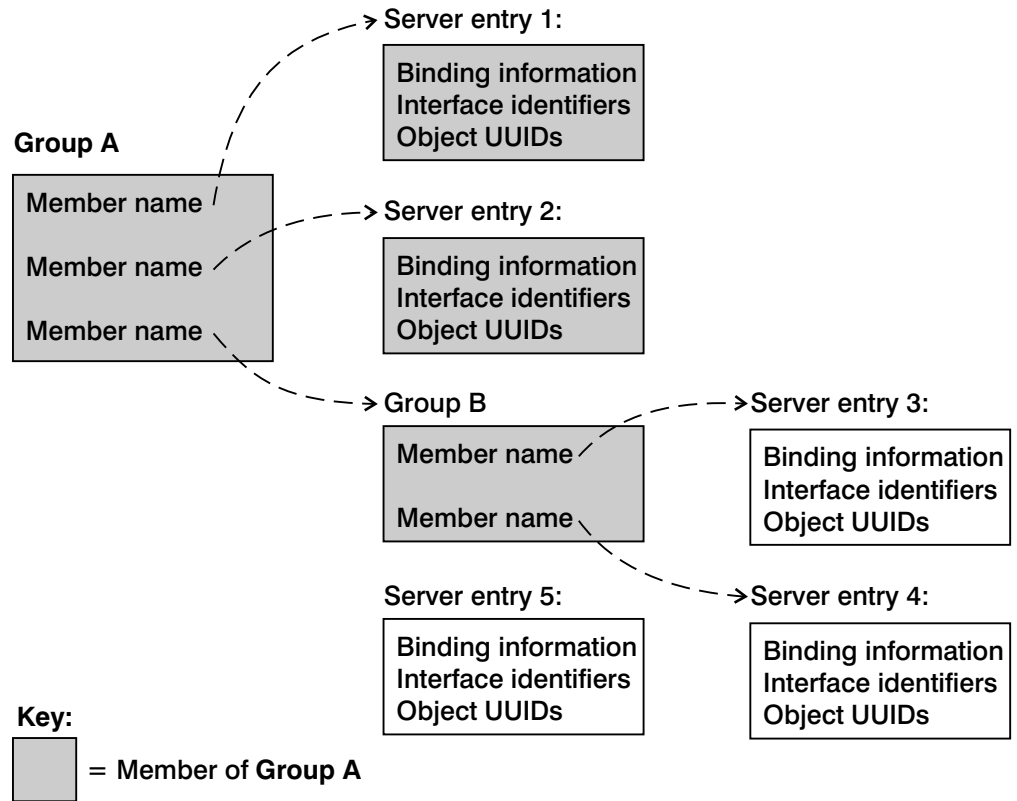 Server entry 1:
Binding information
Interface identifiers
Object UUIDs
Group A
Member name
Member name
Member name
Server entry 2:
Binding information
Interface identifiers
Object UUIDs
Group B
Member name
Member name
Server entry 3:
Binding information
Interface identifiers
Object UUIDs
Server entry 5:
Binding information
Interface identifiers
Object UUIDs
Server entry 4:
Binding information
Interface identifiers
Object UUIDs
Key:
= Member of Group A